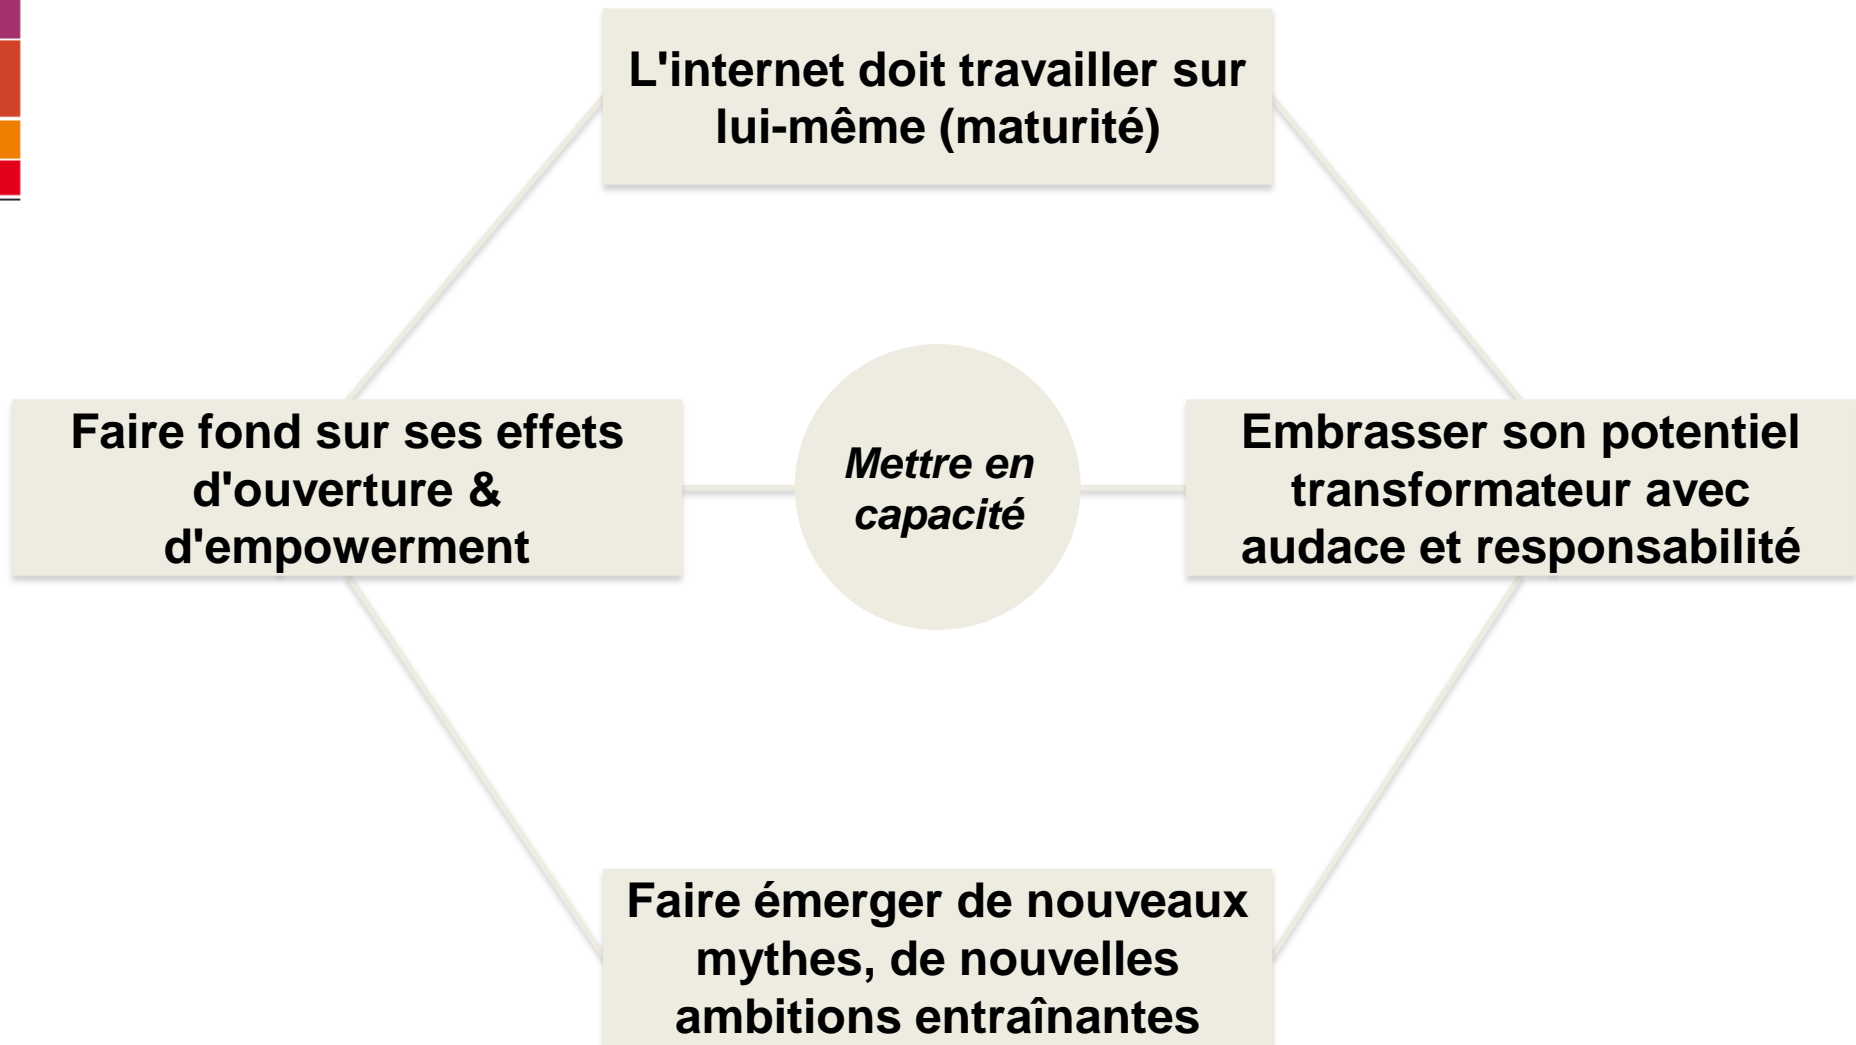 L'internet doit travailler sur
lui-même (maturité)
Faire fond sur ses effets
d'ouverture &
d'empowerment
Mettre en
capacité
Embrasser son potentiel
transformateur avec
audace et responsabilité
Faire émerger de nouveaux
mythes, de nouvelles
ambitions entraînantes